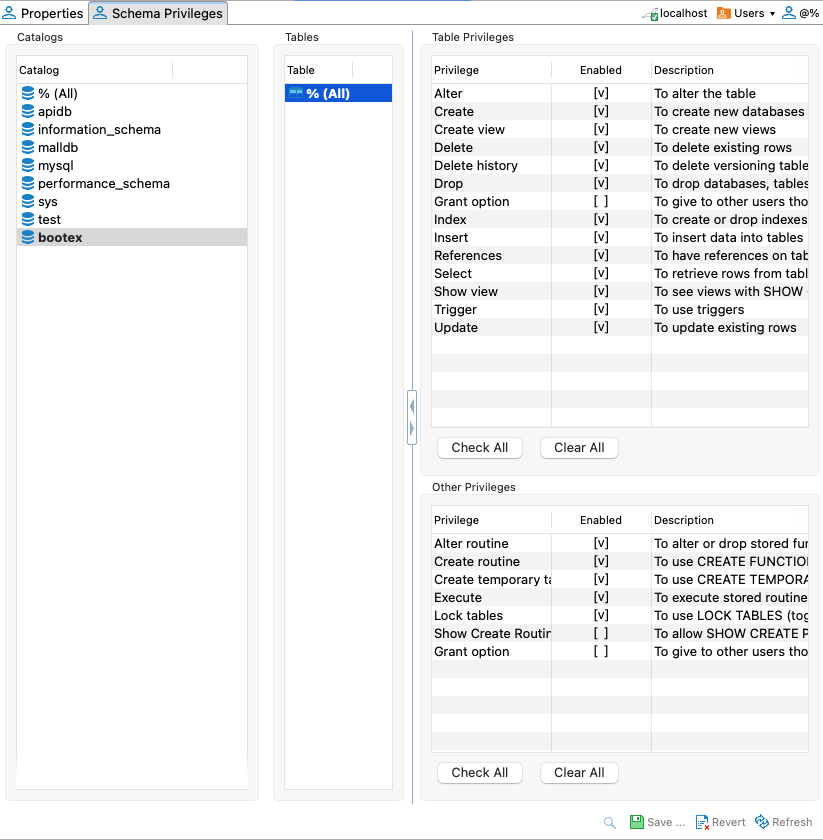 Properties
Schema Privileges
localhost
Users
@%
Catalogs
Catalog
% (All)
apidb
information_schema
malldb
mysql
performance_schema
sys
test
bootex
Tables
Table
% (All)
Table Privileges
Privilege Enabled Description
Alter [v] To alter the table
Create [v] To create new databases
Create view [v] To create new views
Delete [v] To delete existing rows
Delete history [v] To delete versioning table
Drop [v] To drop databases, tables
Grant option [ ] To give to other users tho
Index [v] To create or drop indexes
Insert [v] To insert data into tables
References [v] To have references on tab
Select [v] To retrieve rows from tabl
Show view [v] To see views with SHOW
Trigger [v] To use triggers
Update [v] To update existing rows
Check All
Clear All
Other Privileges
Privilege Enabled Description
Alter routine [v] To alter or drop stored fur
Create routine [v] To use CREATE FUNCTIO
Create temporary ta [v] To use CREATE TEMPORA
Execute [v] To execute stored routine
Lock tables [v] To use LOCK TABLES (tog
Show Create Routin [ ] To allow SHOW CREATE P
Grant option [ ] To give to other users tho
Check All
Clear All
Save ...
Revert
Refresh